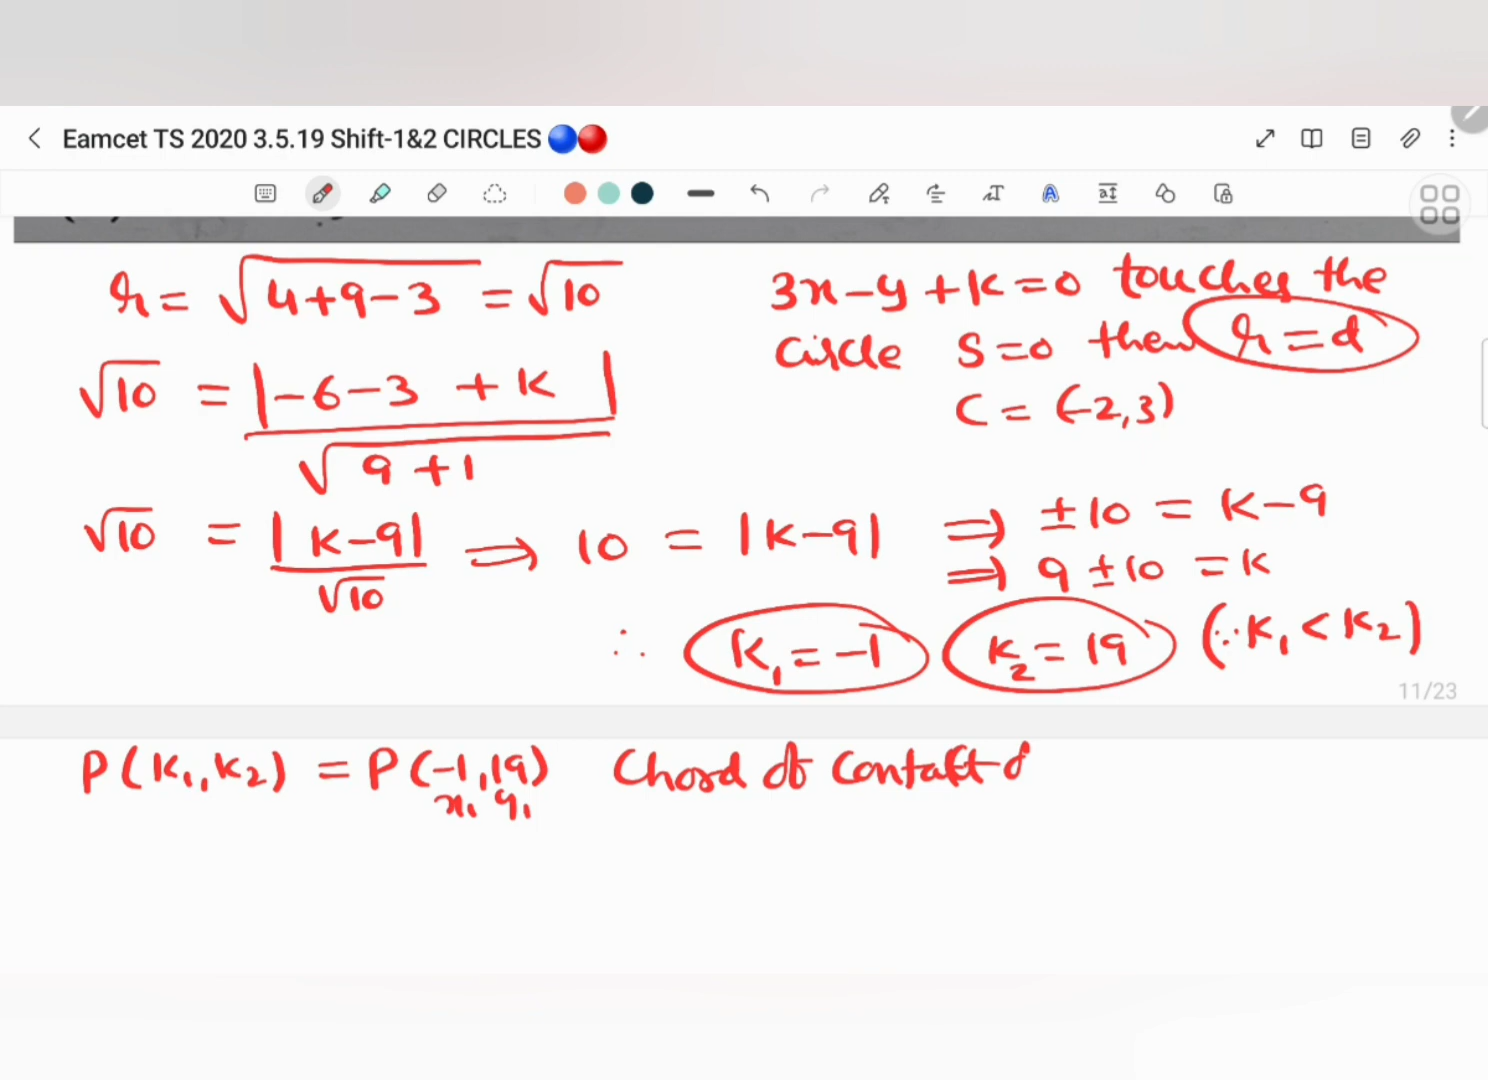 Eamcet TS 2020 3.5.19 Shift-1&2 CIRCLES
r = √(4+9-3) = √10
3x-y+k=0 touches the
circle S=0 then r=d
√10 = |-6-3+k| / √(9+1)
C = (-2,3)
√10 = |k-9| / √10 ⇒ 10 = |k-9| ⇒ ±10 = k-9
⇒ 9±10 = k
∴ k₁ = -1 k₂ = 19 (∵ k₁ < k₂)
11/23
P(k₁,k₂) = P(-1,19) Chord of Contact
x₁ y₁